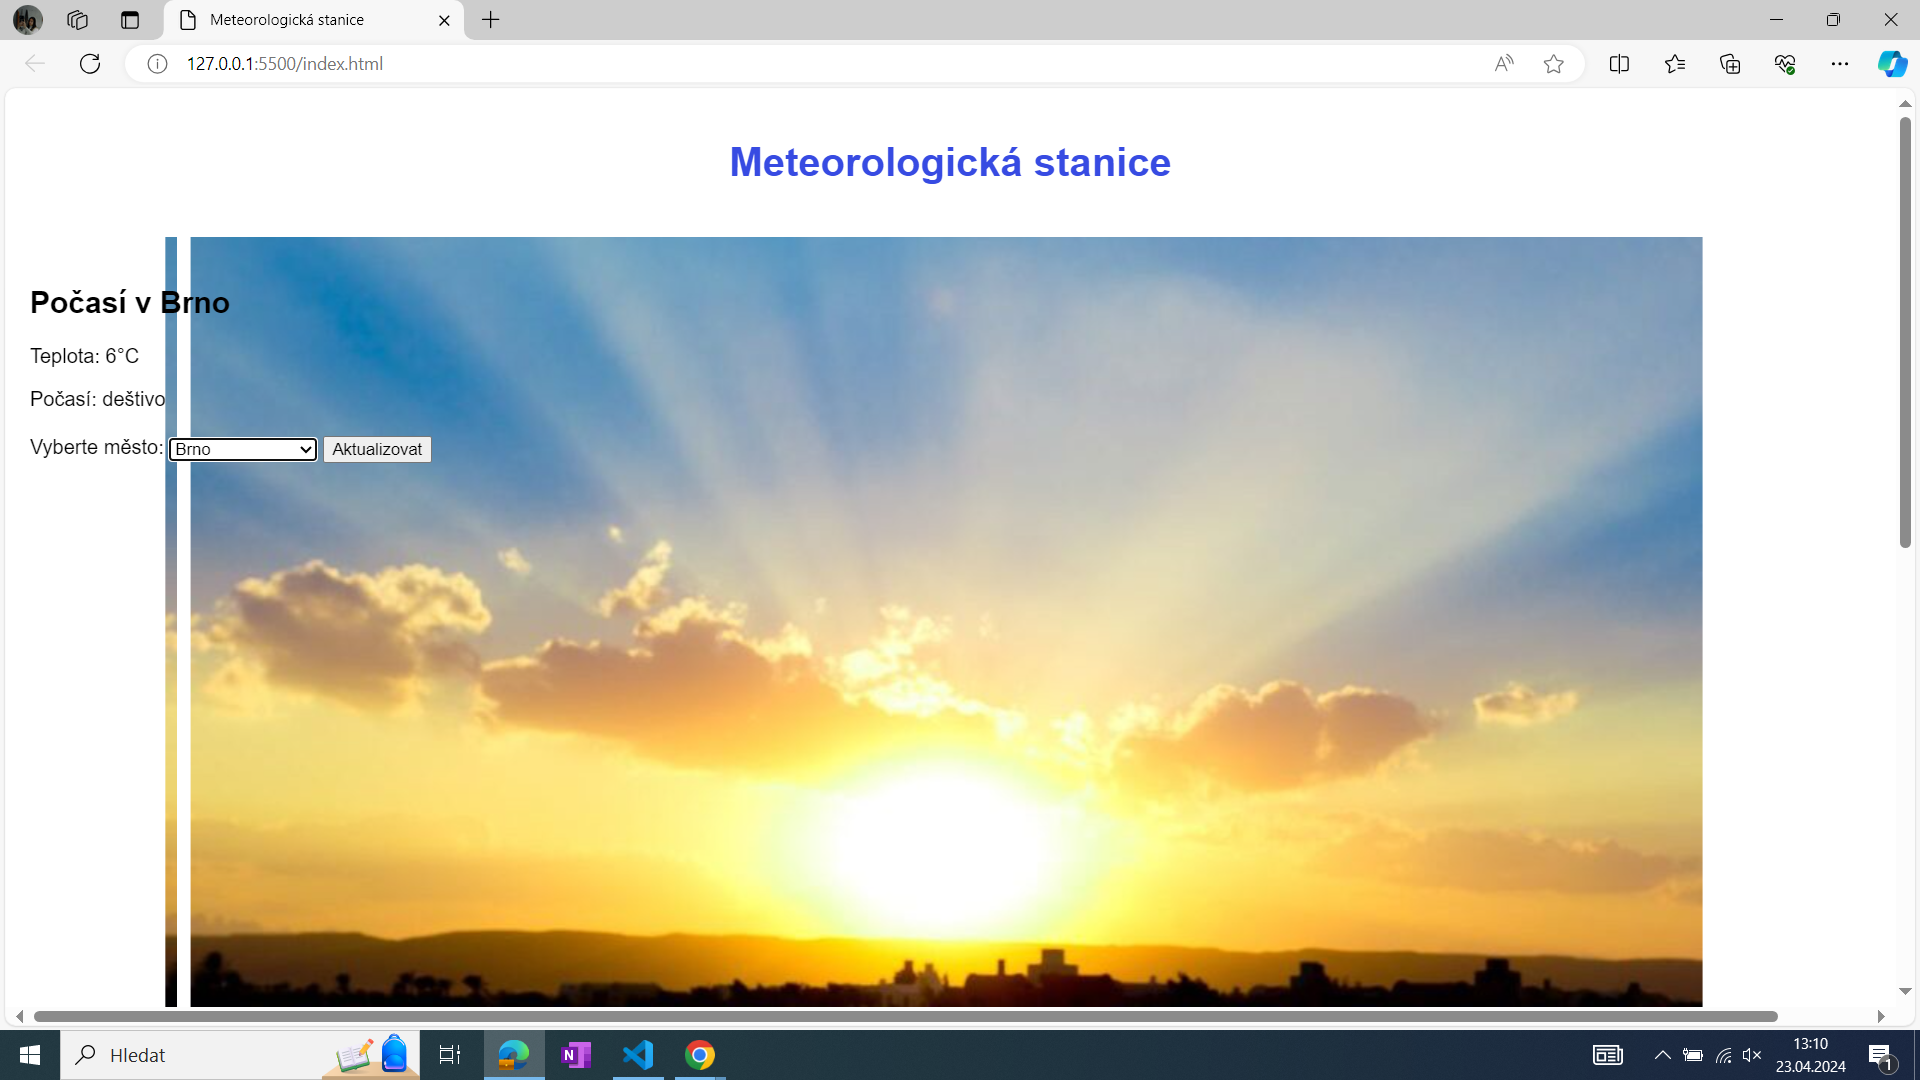 Meteorologická stanice
127.0.0.1:5500/index.html
Meteorologická stanice
Počasí v Brno
Teplota: 6°C
Počasí: deštivo
Vyberte město: Brno Aktualizovat
Hledat
N
13:10
23.04.2024
1